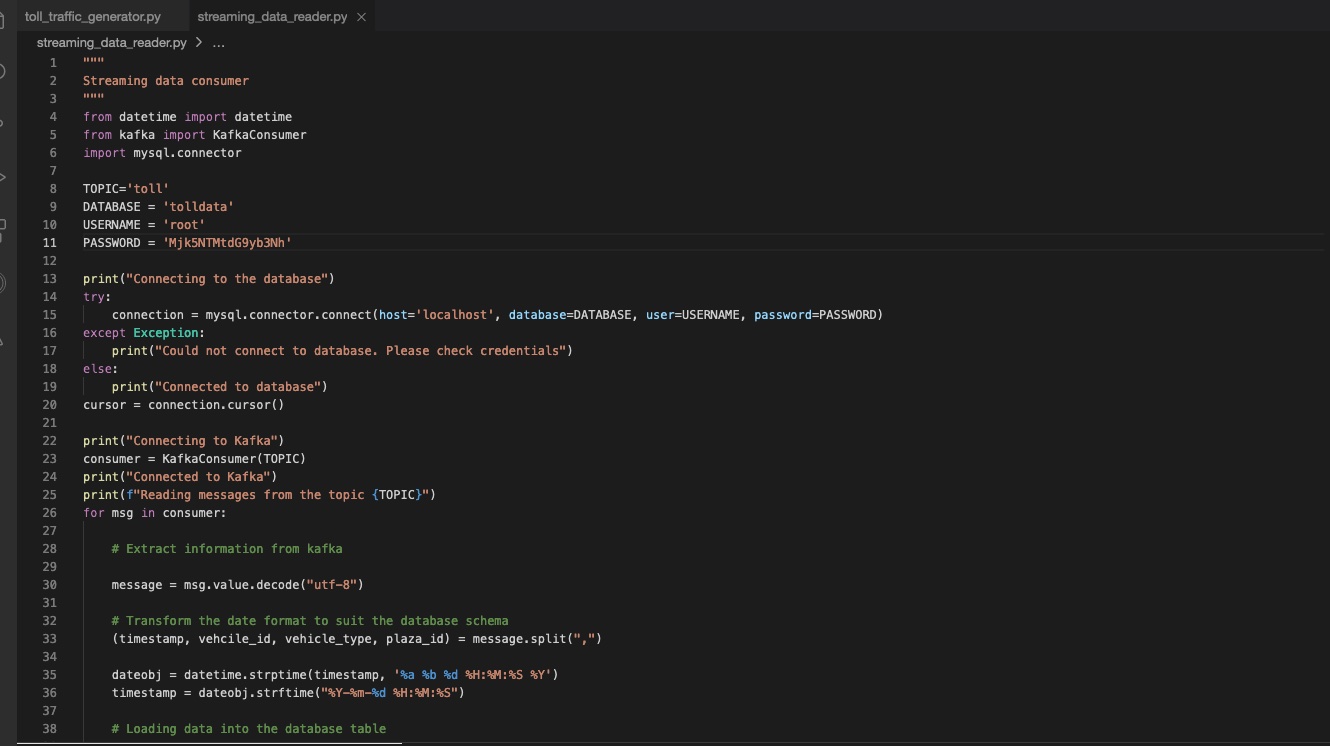 toll_traffic_generator.py streaming_data_reader.py ×
streaming_data_reader.py > ...
1 """
2 Streaming data consumer
3 """
4 from datetime import datetime
5 from kafka import KafkaConsumer
6 import mysql.connector
7
8 TOPIC='toll'
9 DATABASE = 'tolldata'
10 USERNAME = 'root'
11 PASSWORD = 'Mjk5NTMtdG9yb3Nh'
12
13 print("Connecting to the database")
14 try:
15     connection = mysql.connector.connect(host='localhost', database=DATABASE, user=USERNAME, password=PASSWORD)
16 except Exception:
17     print("Could not connect to database. Please check credentials")
18 else:
19     print("Connected to database")
20 cursor = connection.cursor()
21
22 print("Connecting to Kafka")
23 consumer = KafkaConsumer(TOPIC)
24 print("Connected to Kafka")
25 print(f"Reading messages from the topic {TOPIC}")
26 for msg in consumer:
27
28     # Extract information from kafka
29
30     message = msg.value.decode("utf-8")
31
32     # Transform the date format to suit the database schema
33     (timestamp, vehcile_id, vehicle_type, plaza_id) = message.split(",")
34
35     dateobj = datetime.strptime(timestamp, '%a %b %d %H:%M:%S %Y')
36     timestamp = dateobj.strftime("%Y-%m-%d %H:%M:%S")
37
38     # Loading data into the database table